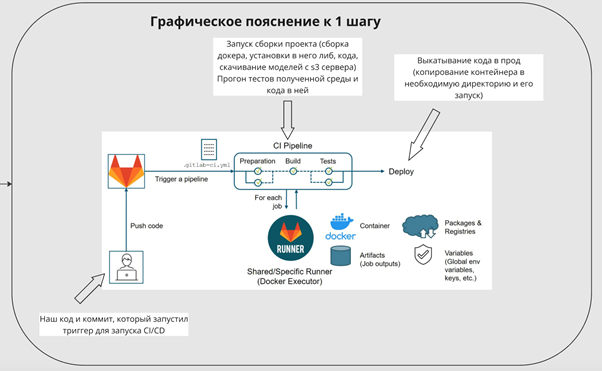 Графическое пояснение к 1 шагу
Запуск сборки проекта (сборка
докера, установки в него либ, кода,
скачивание моделей с s3 сервера)
Прогон тестов полученной среды и
кода в ней
Выкатывание кода в прод
(копирование контейнера в
необходимую директорию и его
запуск)
CI Pipeline
.gitlab-ci.yml
Preparation
Build
Tests
Trigger a pipeline
Deploy
For each
job
Push code
RUNNER
docker
Container
Packages &
Registries
Artifacts
(Job outputs)
Variables
(Global env
variables,
keys, etc.)
Shared/Specific Runner
(Docker Executor)
Наш код и коммит, который запустил
триггер для запуска CI/CD